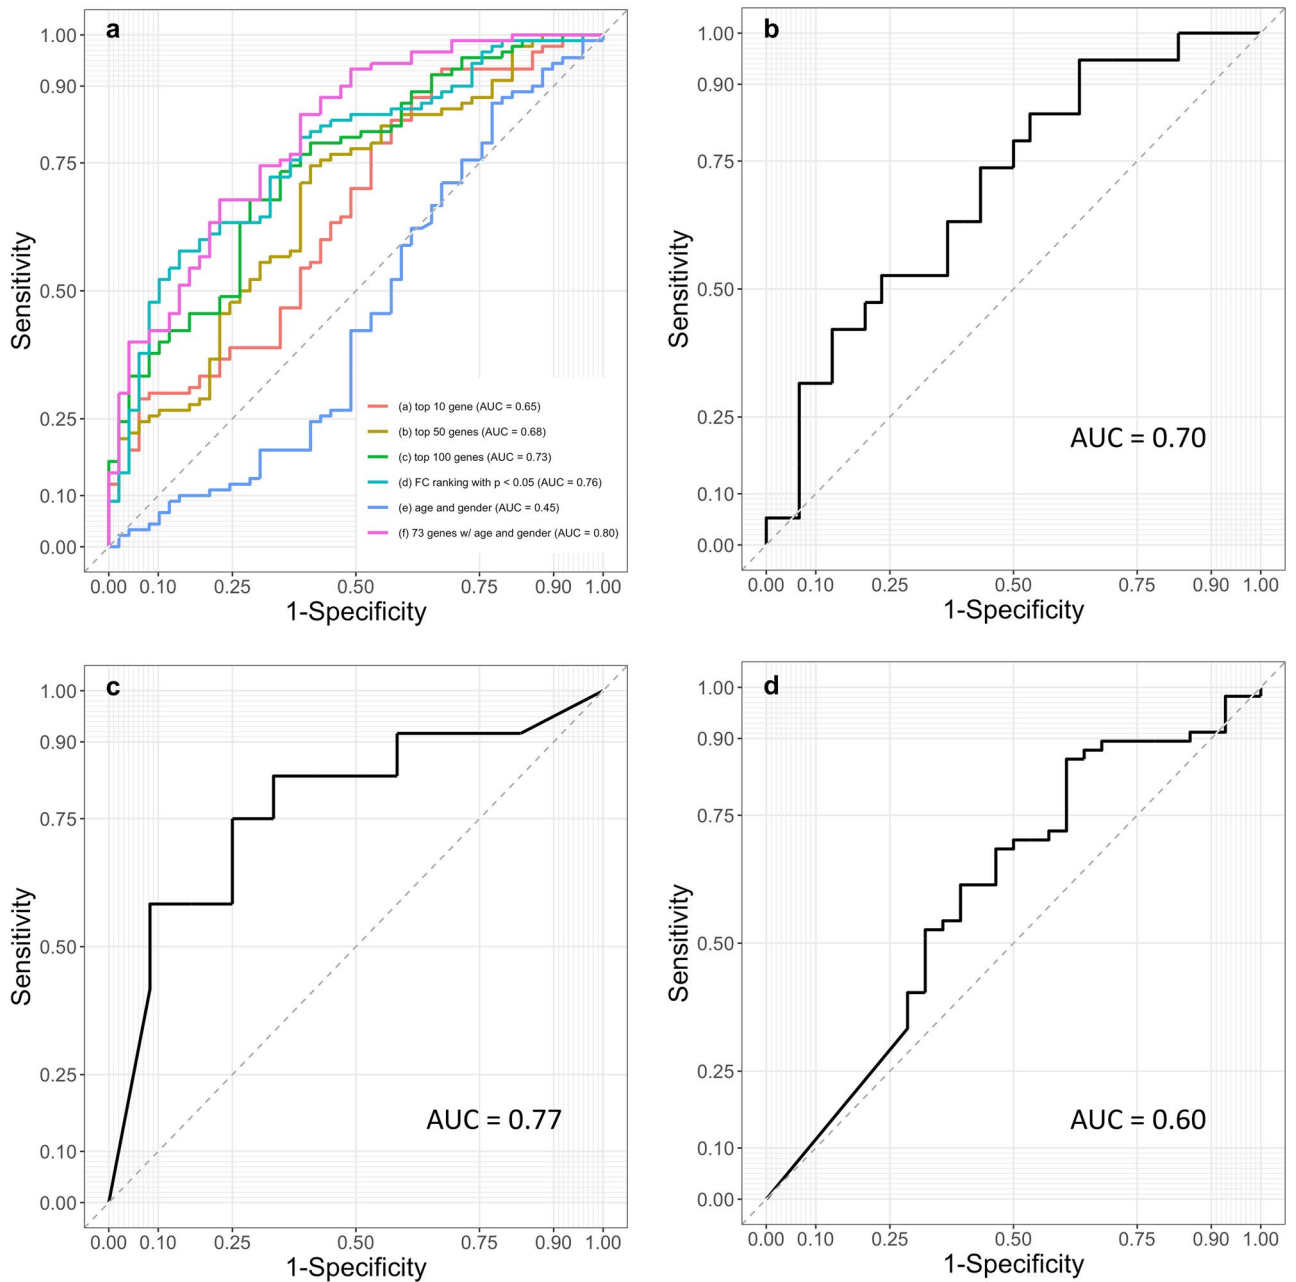 a
1.00
0.90
0.75
0.50
0.25
0.10
0.00
Sensitivity
(a) top 10 gene (AUC = 0.65)
(b) top 50 genes (AUC = 0.68)
(c) top 100 genes (AUC = 0.73)
(d) FC ranking with p < 0.05 (AUC = 0.76)
(e) age and gender (AUC = 0.45)
(f) 73 genes w/ age and gender (AUC = 0.80)
0.00 0.10 0.25 0.50 0.75 0.90 1.00
1-Specificity
b
1.00
0.90
0.75
0.50
0.25
0.10
0.00
Sensitivity
AUC = 0.70
0.00 0.10 0.25 0.50 0.75 0.90 1.00
1-Specificity
c
1.00
0.90
0.75
0.50
0.25
0.10
0.00
Sensitivity
AUC = 0.77
0.00 0.10 0.25 0.50 0.75 0.90 1.00
1-Specificity
d
1.00
0.90
0.75
0.50
0.25
0.10
0.00
Sensitivity
AUC = 0.60
0.00 0.10 0.25 0.50 0.75 0.90 1.00
1-Specificity